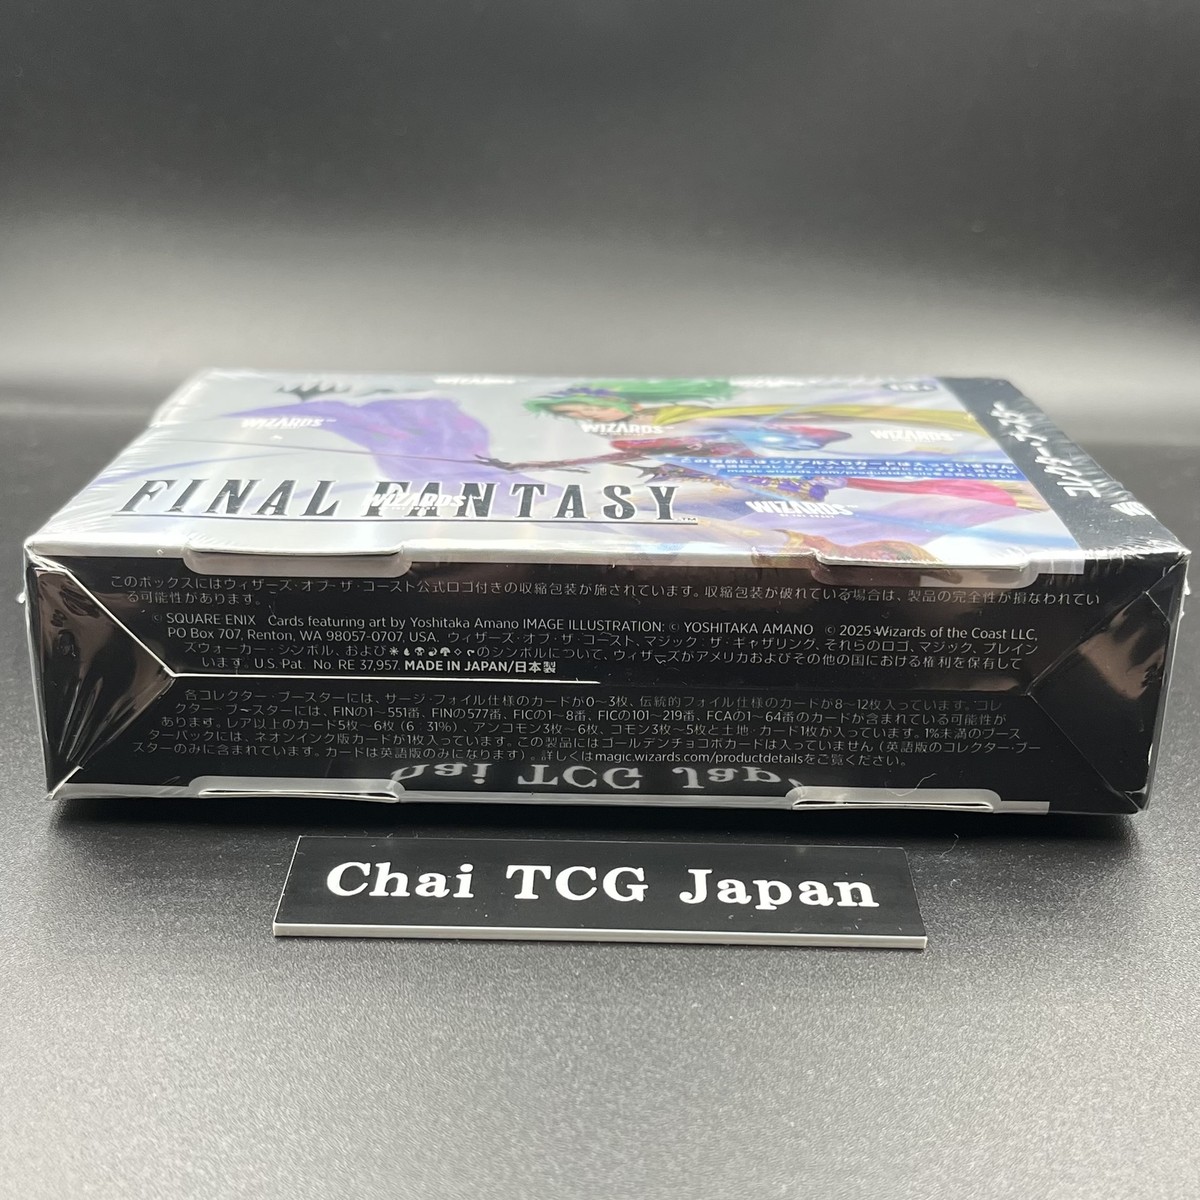 WIZARDS™
WIZARDS™
WIZARDS™
WIZARDS™
コレクター・ブースター
FINAL FANTASY™
WIZARDS™
WIZARDS™
このボックスにはウィザーズ・オブ・ザ・コースト公式ロゴ付きの収縮包装が施されています。収縮包装が破れている場合は、製品の完全性が損なわれてい
る可能性があります。
© SQUARE ENIX Cards featuring art by Yoshitaka Amano IMAGE ILLUSTRATION: © YOSHITAKA AMANO © 2025 Wizards of the Coast LLC,
PO Box 707, Renton, WA 98057-0707, USA. ウィザーズ・オブ・ザ・コースト、マジック・ザ・ギャザリング、それらのロゴ、マジック、プレイン
ズウォーカー・シンボル、および のシンボルについて、ウィザーズがアメリカおよびその他の国における権利を保有して
います。U.S. Pat. No. RE 37,957. MADE IN JAPAN/日本製
各コレクター・ブースターには、サージ・フォイル仕様のカードが0〜3枚、伝統的フォイル仕様のカードが8〜12枚入っています。コレ
クター・ブースターには、FINの1〜551番、FINの577番、FICの1〜8番、FICの101〜219番、FCAの1〜64番のカードが含まれている可能性が
あります。レア以上のカード5枚〜6枚(6：31%)、アンコモン3枚〜6枚、コモン3枚〜5枚と土地・カード1枚が入っています。1%未満のブース
ターパックには、ネオンインク版カードが1枚入っています。この製品にはゴールデンチョコボカードは入っていません（英語版のコレクター・ブー
スターのみに含まれています）。カードは英語版のみになります）。詳しくはmagic.wizards.com/productdetailsをご覧ください。
Chai TCG Japan